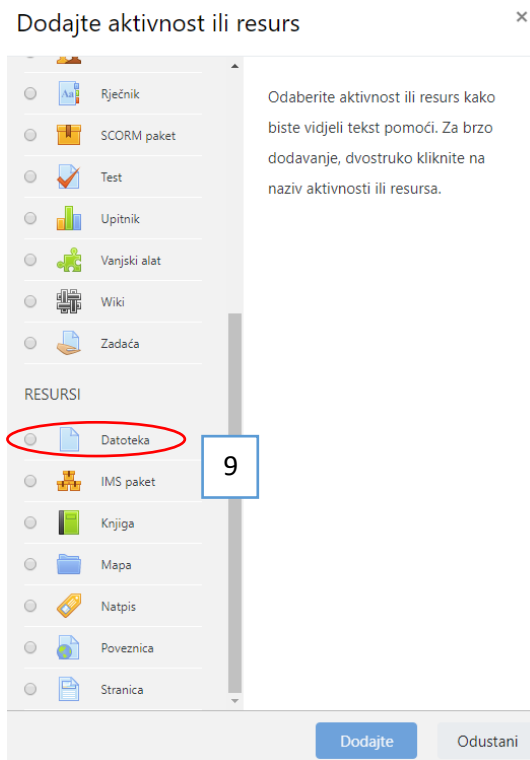 Dodajte aktivnost ili resurs
×
Rječnik
SCORM paket
Test
Upitnik
Vanjski alat
Wiki
Zadaća
RESURSI
Datoteka
IMS paket
Knjiga
Mapa
Natpis
Poveznica
Stranica
9
Odaberite aktivnost ili resurs kako
biste vidjeli tekst pomoći. Za brzo
dodavanje, dvostruko kliknite na
naziv aktivnosti ili resursa.
Dodajte
Odustani